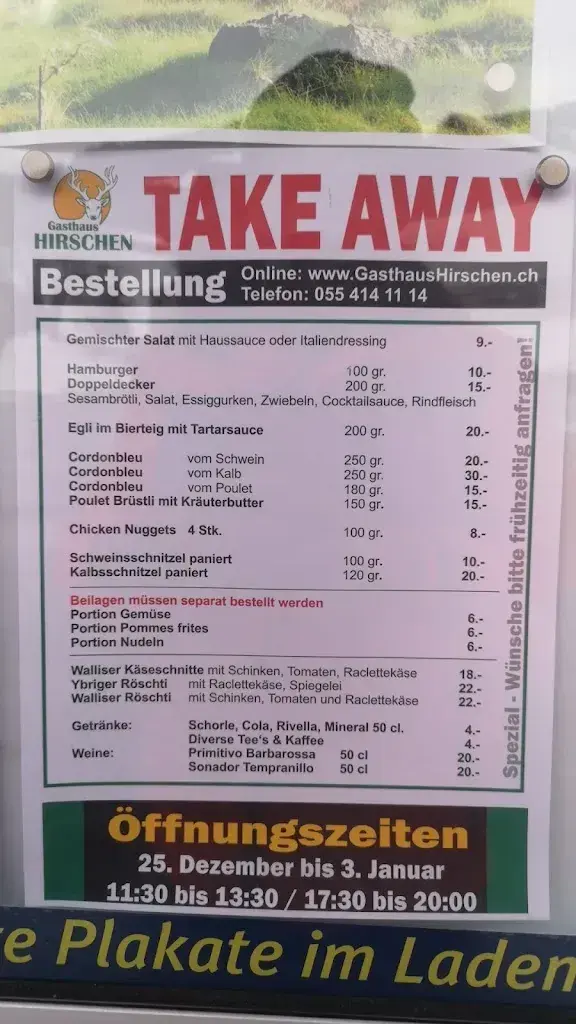 Gasthaus
HIRSCHEN
TAKE AWAY
Bestellung
Online: www.GasthausHirschen.ch
Telefon: 055 414 11 14
Gemischter Salat mit Haussauce oder Italiendressing 9.-
Hamburger 100 gr. 10.-
Doppeldecker 200 gr. 15.-
Sesambrötli, Salat, Essiggurken, Zwiebeln, Cocktailsauce, Rindfleisch
Egli im Bierteig mit Tartarsauce 200 gr. 20.-
Cordonbleu vom Schwein 250 gr. 20.-
Cordonbleu vom Kalb 250 gr. 30.-
Cordonbleu vom Poulet 180 gr. 15.-
Poulet Brüstli mit Kräuterbutter 150 gr. 15.-
Chicken Nuggets 4 Stk. 100 gr. 8.-
Schweinsschnitzel paniert 100 gr. 10.-
Kalbsschnitzel paniert 120 gr. 20.-
Beilagen müssen separat bestellt werden
Portion Gemüse 6.-
Portion Pommes frites 6.-
Portion Nudeln 6.-
Walliser Käseschnitte mit Schinken, Tomaten, Raclettekäse 18.-
Ybriger Röschti mit Raclettekäse, Spiegelei 22.-
Walliser Röschti mit Schinken, Tomaten und Raclettekäse 22.-
Getränke: Schorle, Cola, Rivella, Mineral 50 cl. 4.-
Diverse Tee's & Kaffee 4.-
Weine: Primitivo Barbarossa 50 cl 20.-
Sonador Tempranillo 50 cl 20.-
Spezial - Wünsche bitte frühzeitig anfragen!
Öffnungszeiten
25. Dezember bis 3. Januar
11:30 bis 13:30 / 17:30 bis 20:00
e Plakate im Laden